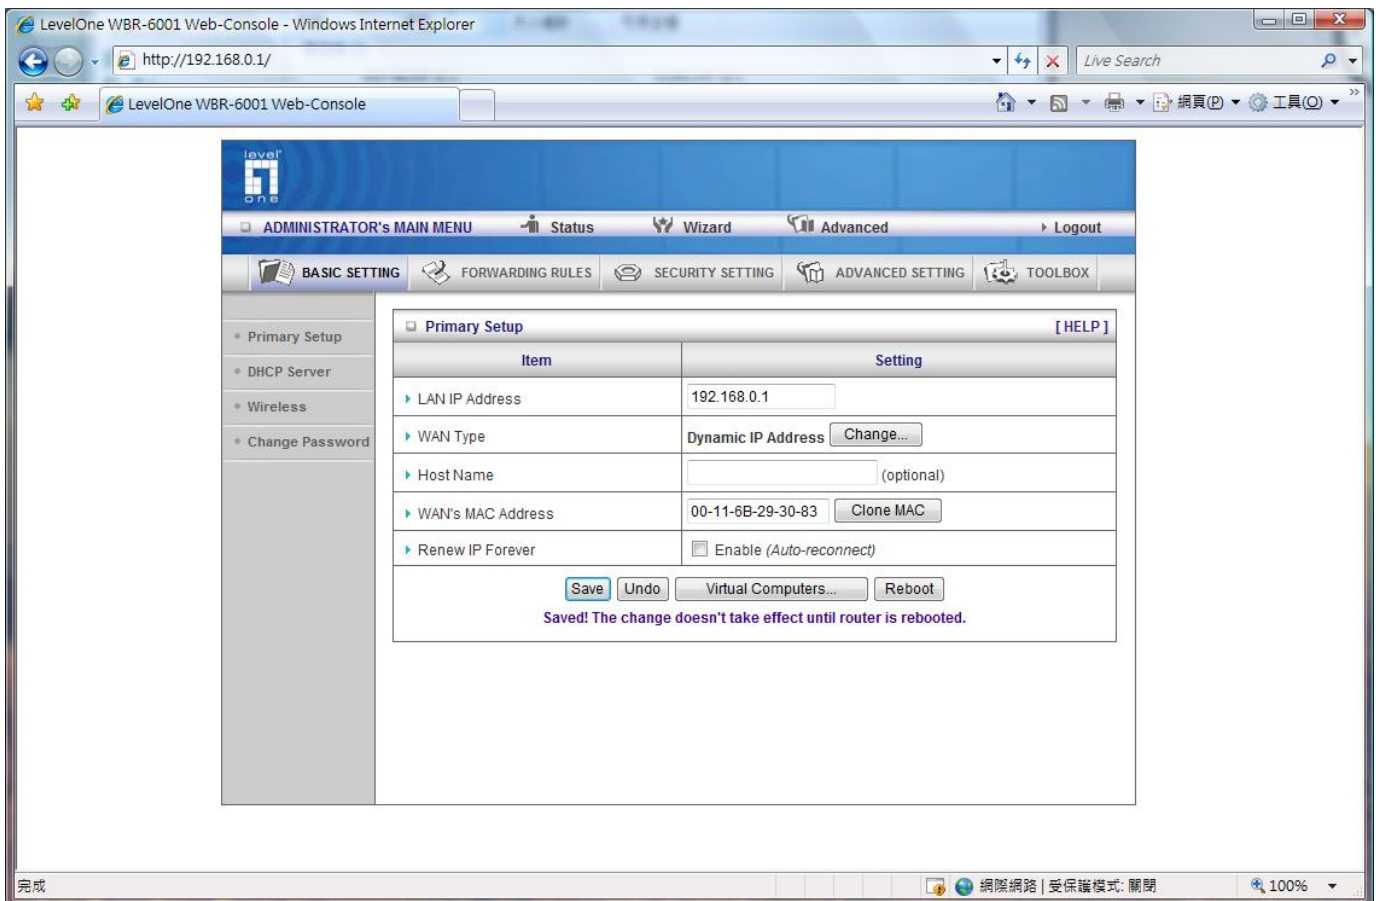 LevelOne WBR-6001 Web-Console - Windows Internet Explorer
http://192.168.0.1/
Live Search
LevelOne WBR-6001 Web-Console
網頁(P) 工具(O)
level
one
ADMINISTRATOR's MAIN MENU Status Wizard Advanced Logout
BASIC SETTING FORWARDING RULES SECURITY SETTING ADVANCED SETTING TOOLBOX
Primary Setup
DHCP Server
Wireless
Change Password
Primary Setup [ HELP ]
Item Setting
LAN IP Address 192.168.0.1
WAN Type Dynamic IP Address Change...
Host Name (optional)
WAN's MAC Address 00-11-6B-29-30-83 Clone MAC
Renew IP Forever Enable (Auto-reconnect)
Save Undo Virtual Computers... Reboot
Saved! The change doesn't take effect until router is rebooted.
完成 網際網路 | 受保護模式: 關閉 100%